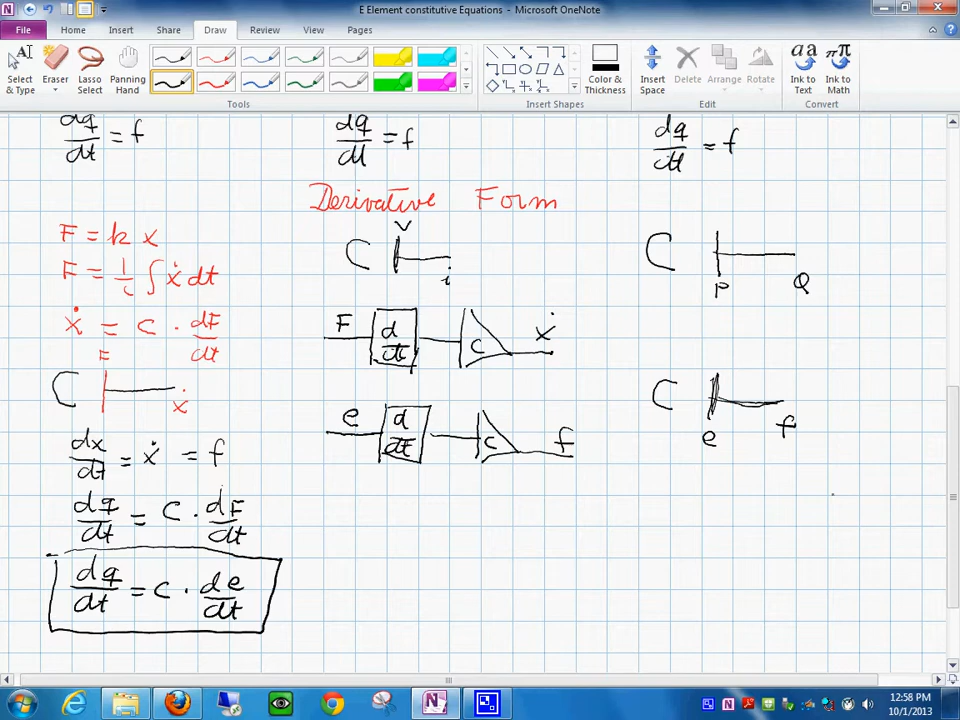 E Element constitutive Equations - Microsoft OneNote
File Home Insert Share Draw Review View Pages
Select & Type
Eraser
Lasso Select
Panning Hand
Color & Thickness
Insert Space
Delete
Arrange
Rotate
Ink to Text
Ink to Math
Tools
Insert Shapes
Edit
Convert
dq/dt = f
dq/dt = f
dq/dt = f
Derivative Form
F = k x
F = 1/c ∫ ẋ dt
ẋ = C · dF/dt
C F ẋ
dx/dt = ẋ = f
dq/dt = C · dF/dt
dq/dt = C · de/dt
C V i
F d/dt C ẋ
e d/dt C f
C P Q
C e f
12:58 PM
10/1/2013